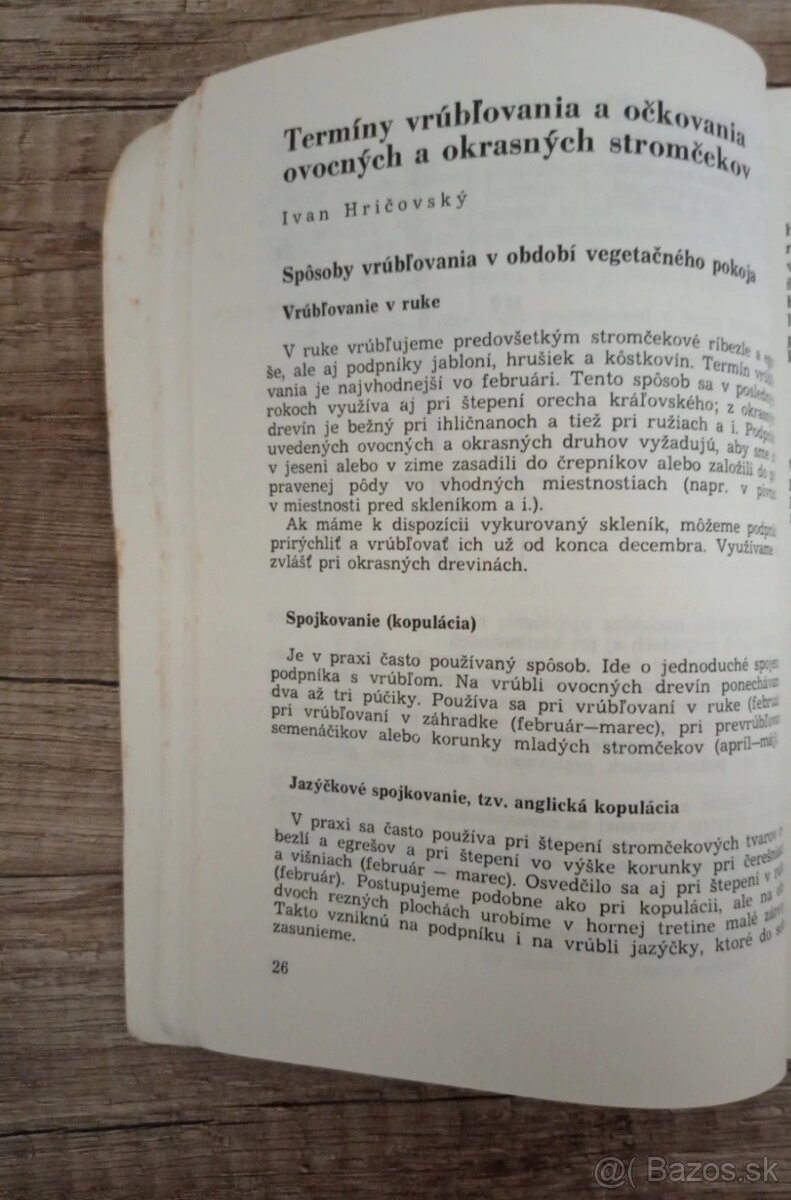 Termíny vrúbľovania a očkovania
ovocných a okrasných stromčekov
Ivan Hričovský
Spôsoby vrúbľovania v období vegetačného pokoja
Vrúbľovanie v ruke
V ruke vrúbľujeme predovšetkým stromčekové ríbezle a
še, ale aj podpníky jabloní, hrušiek a kôstkovín. Termín
vania je najvhodnejší vo februári. Tento spôsob sa v
rokoch využíva aj pri štepení orecha kráľovského; z
drevín je bežný pri ihličnanoch a tiež pri ružiach a i.
uvedených ovocných a okrasných druhov vyžadujú, aby sme
v jeseni alebo v zime zasadili do črepníkov alebo založili do
pravenej pôdy vo vhodných miestnostiach (napr. v
v miestnosti pred skleníkom a i.).
Ak máme k dispozícii vykurovaný skleník, môžeme
prirýchliť a vrúbľovať ich už od konca decembra. Využívame
zvlášť pri okrasných drevinách.
Spojkovanie (kopulácia)
Je v praxi často používaný spôsob. Ide o jednoduché
podpníka s vrúbľom. Na vrúbli ovocných drevín
dva až tri púčiky. Používa sa pri vrúbľovaní v ruke
pri vrúbľovaní v záhradke (február—marec), pri
semenáčikov alebo korunky mladých stromčekov
Jazýčkové spojkovanie, tzv. anglická kopulácia
V praxi sa často používa pri štepení stromčekových tvarov
bezlí a egrešov a pri štepení vo výške korunky pri
a višniach (február — marec). Osvedčilo sa aj pri štepení v
(február). Postupujeme podobne ako pri kopulácii, ale na
dvoch rezných plochách urobíme v hornej tretine malé
Takto vzniknú na podpníku i na vrúbli jazýčky, ktoré do
zasunieme.
26
@( Bazos.sk